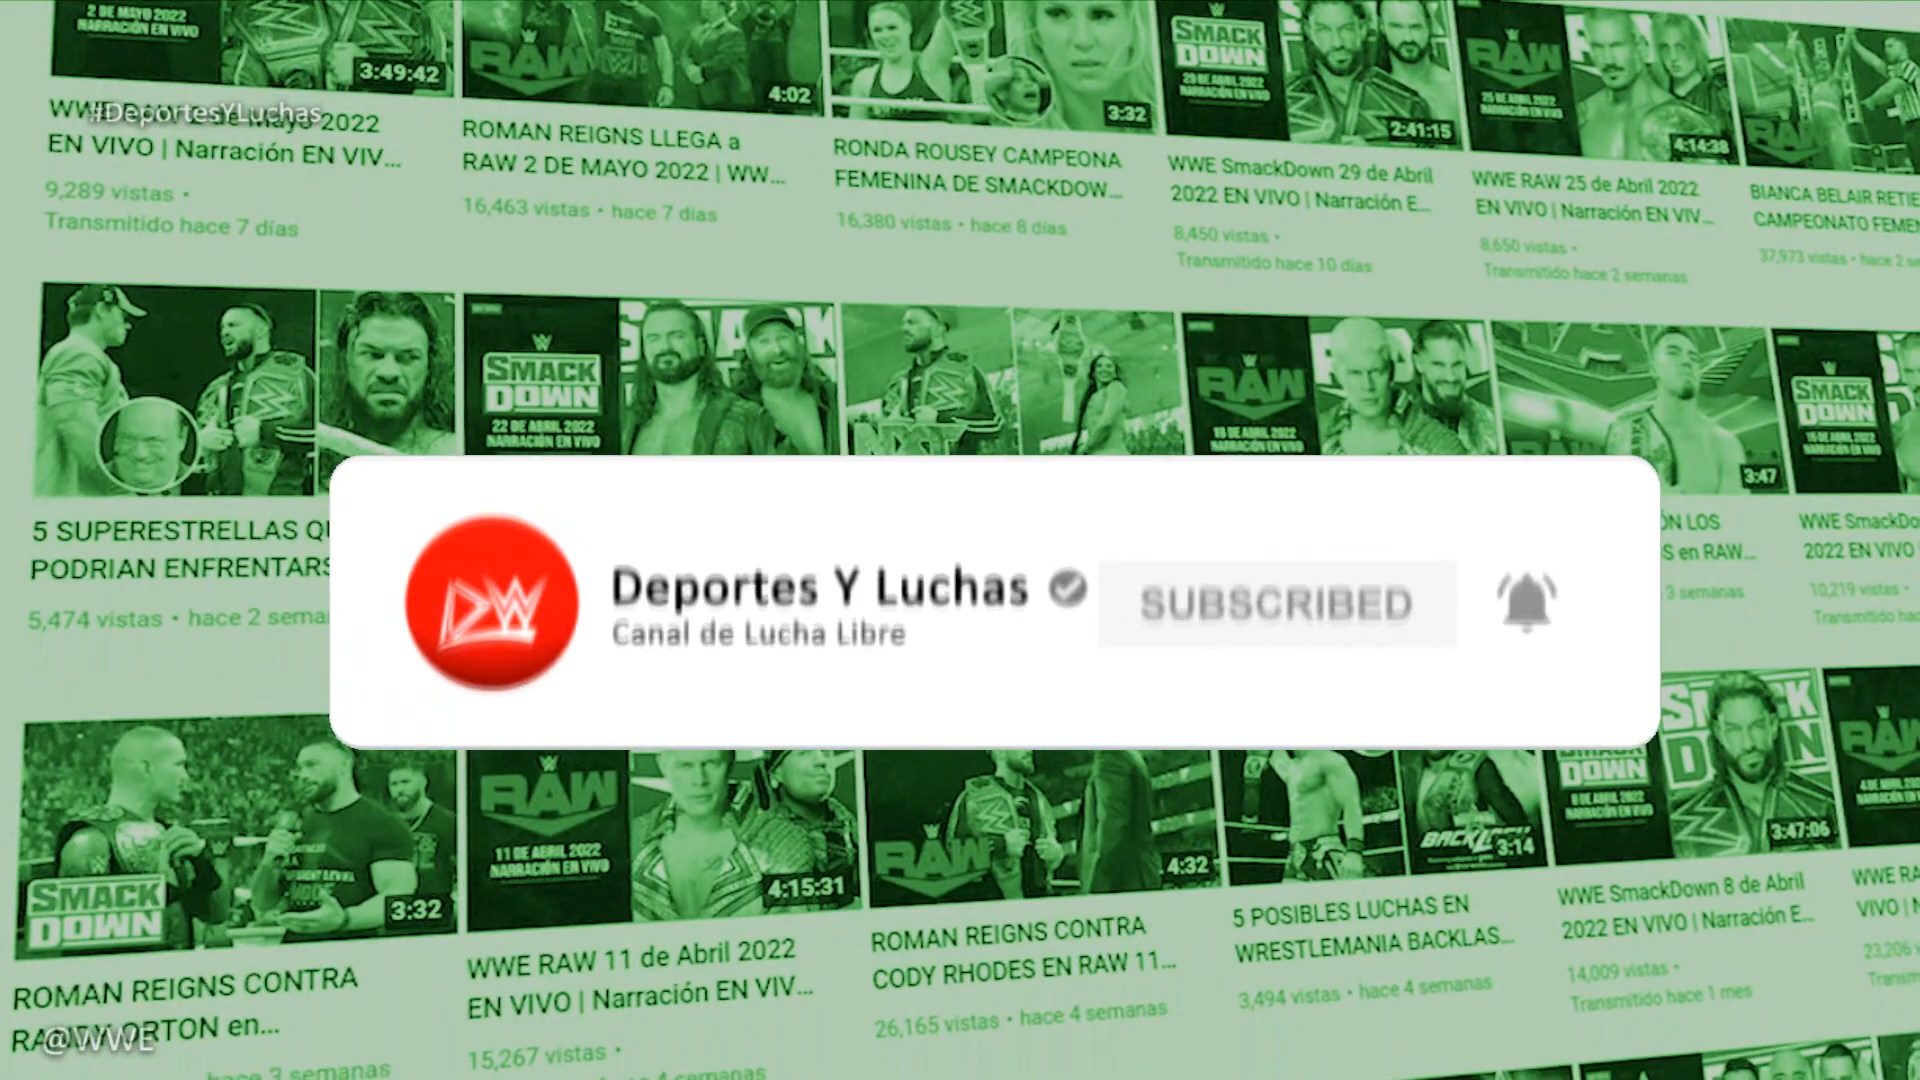 2 DE MAYO 2022
NARRACIÓN EN VIVO
3:49:42
#DeportesYLuchas
2022
EN VIVO | Narración EN VIV...
9,289 vistas •
Transmitido hace 7 días
RAW
4:02
ROMAN REIGNS LLEGA a
RAW 2 DE MAYO 2022 | WW...
16,463 vistas • hace 7 días
3:32
RONDA ROUSEY CAMPEONA
FEMENINA DE SMACKDOW...
16,380 vistas • hace 8 días
SMACK
DOWN
29 DE ABRIL 2022
NARRACIÓN EN VIVO
2:41:15
WWE SmackDown 29 de Abril
2022 EN VIVO | Narración E...
8,450 vistas •
Transmitido hace 10 días
RAW
25 DE ABRIL 2022
NARRACIÓN EN VIVO
4:14:38
WWE RAW 25 de Abril 2022
EN VIVO | Narración EN VIV...
8,650 vistas •
Transmitido hace 2 semanas
RAW
BIANCA BELAIR RETIE
CAMPEONATO FEMEN
37,973 vistas • hace 2 se
5 SUPERESTRELLAS QU
PODRIAN ENFRENTARS
5,474 vistas • hace 2 sema
SMACK
DOWN
22 DE ABRIL 2022
NARRACIÓN EN VIVO
RAW
18 DE ABRIL 2022
NARRACIÓN EN VIVO
3:47
ÓN LOS
S en RAW...
3 semanas
SMACK
DOWN
15 DE ABRIL 2022
NARRACIÓN EN VIVO
WWE SmackDo
2022 EN VIVO
10,219 vistas •
Transmitido hac
DW
Deportes Y Luchas
Canal de Lucha Libre
SUBSCRIBED
SMACK
DOWN
3:32
ROMAN REIGNS CONTRA
RANDY ORTON en...
@WWE
hace 3 semanas
RAW
11 DE ABRIL 2022
NARRACIÓN EN VIVO
4:15:31
WWE RAW 11 de Abril 2022
EN VIVO | Narración EN VIV...
15,267 vistas •
4 semanas
RAW
4:32
ROMAN REIGNS CONTRA
CODY RHODES EN RAW 11...
26,165 vistas • hace 4 semanas
BACKLASH
3:14
5 POSIBLES LUCHAS EN
WRESTLEMANIA BACKLAS...
3,494 vistas • hace 4 semanas
SMACK
DOWN
8 DE ABRIL 2022
NARRACIÓN EN VIVO
3:47:06
WWE SmackDown 8 de Abril
2022 EN VIVO | Narración E...
14,009 vistas •
Transmitido hace 1 mes
RAW
4 DE ABRIL 2022
WWE RA
VIVO | N
23,206 v
Transm